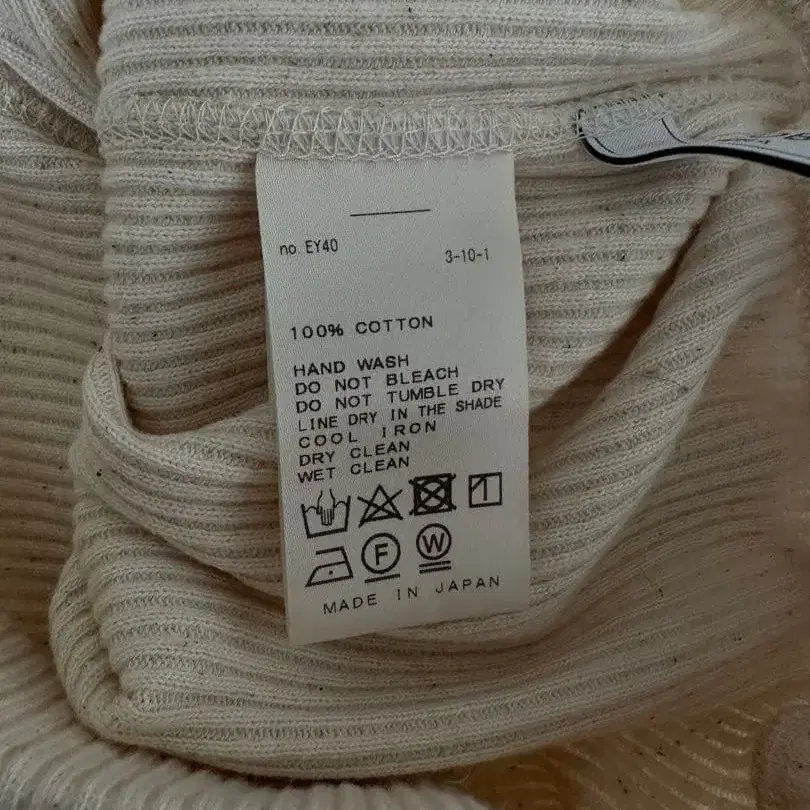 no. EY40
3-10-1
100% COTTON
HAND WASH
DO NOT BLEACH
DO NOT TUMBLE DRY
LINE DRY IN THE SHADE
COOL IRON
DRY CLEAN
WET CLEAN
F W
MADE IN JAPAN